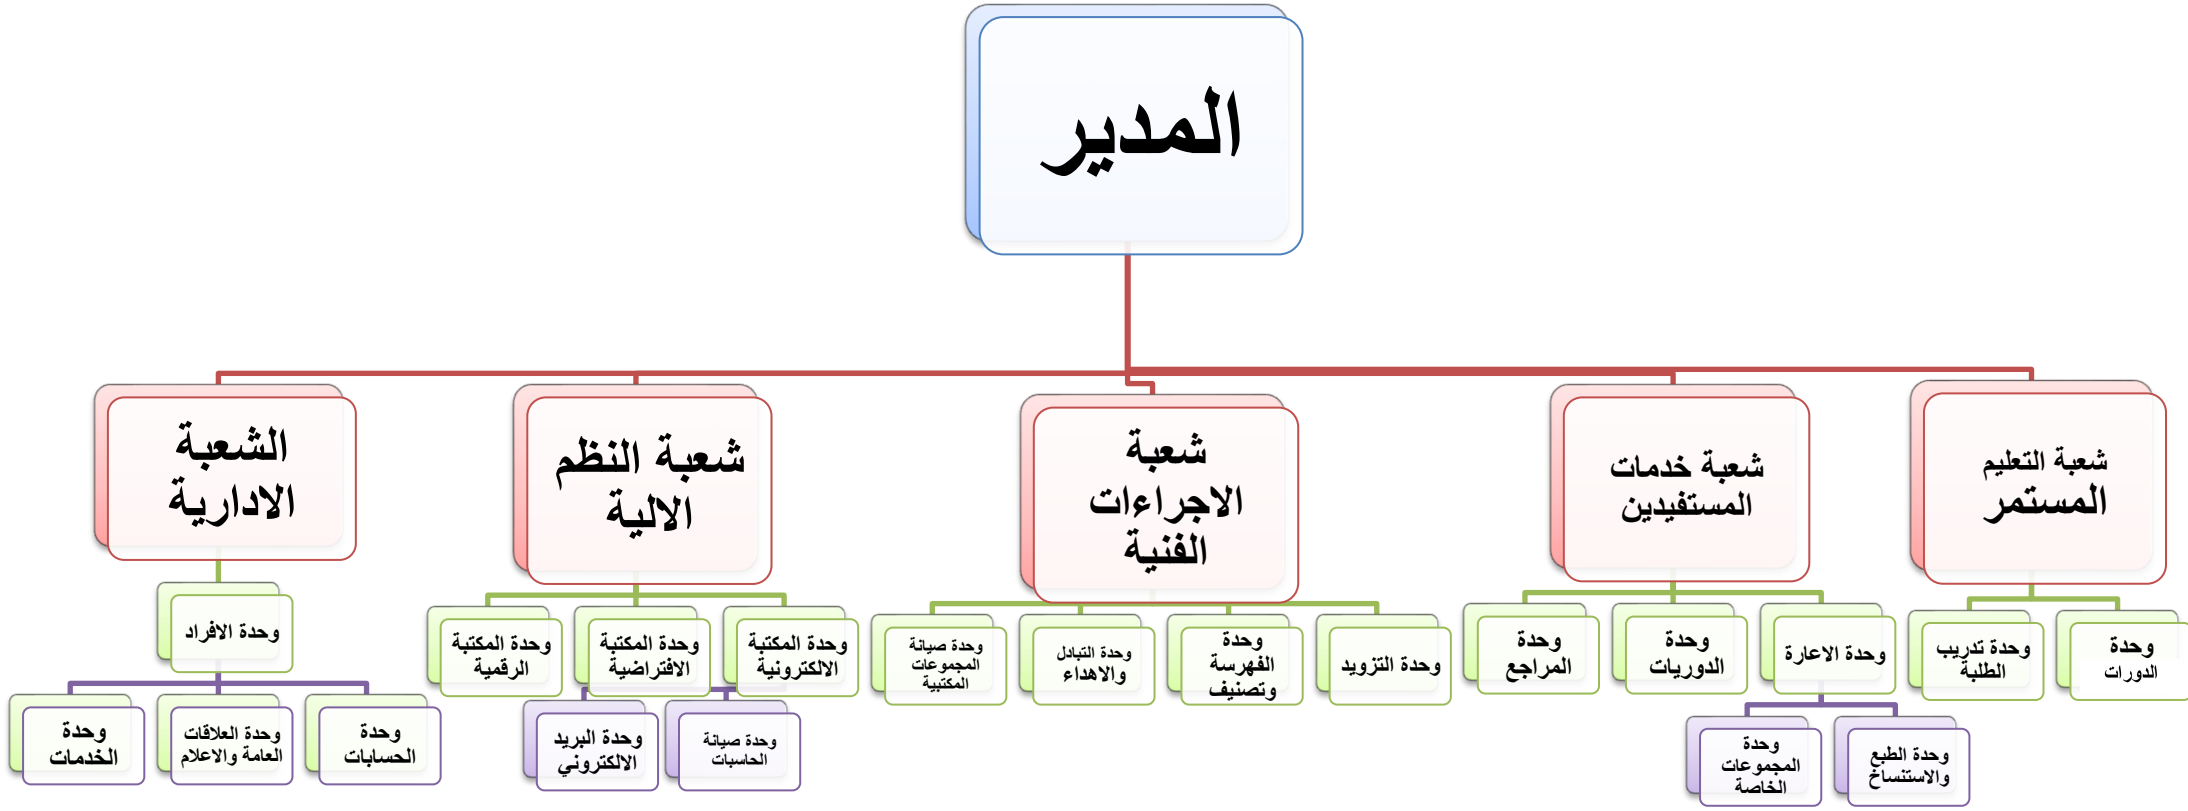 المدير
شعبة التعليم
المستمر
شعبة خدمات
المستفيدين
شعبة
الاجراءات
الفنية
شعبة النظم
الالية
الشعبة
الادارية
وحدة
الدورات
وحدة تدريب
الطلبة
وحدة الاعارة
وحدة
الدوريات
وحدة
المراجع
وحدة التزويد
وحدة
الفهرسة
وتصنيف
وحدة التبادل
والاهداء
وحدة صيانة
المجموعات
المكتبية
وحدة المكتبة
الالكترونية
وحدة المكتبة
الافتراضية
وحدة المكتبة
الرقمية
وحدة الافراد
وحدة الطبع
والاستنساخ
وحدة
المجموعات
الخاصة
وحدة صيانة
الحاسبات
وحدة البريد
الالكتروني
وحدة
الحسابات
وحدة العلاقات
العامة والاعلام
وحدة
الخدمات